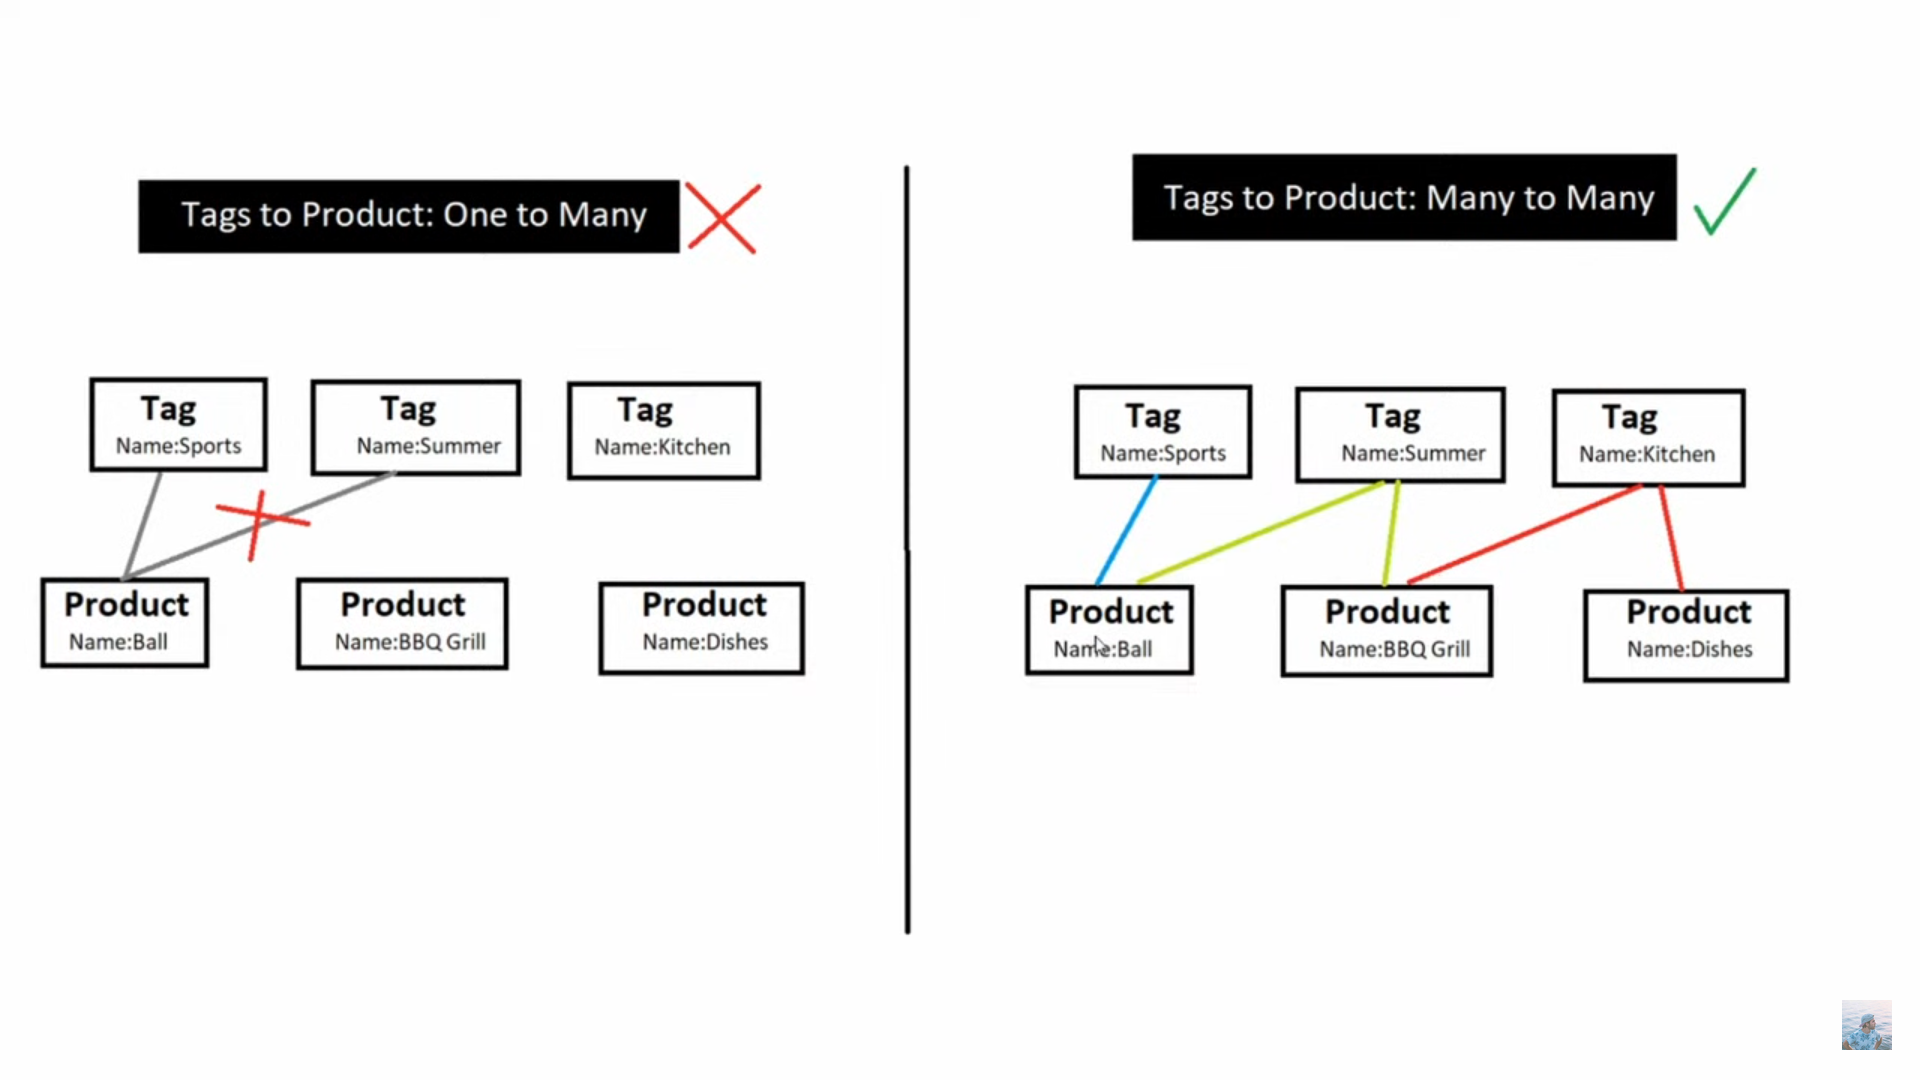 Tags to Product: One to Many
Tag
Name:Sports
Tag
Name:Summer
Tag
Name:Kitchen
Product
Name:Ball
Product
Name:BBQ Grill
Product
Name:Dishes
Tags to Product: Many to Many
Tag
Name:Sports
Tag
Name:Summer
Tag
Name:Kitchen
Product
Name:Ball
Product
Name:BBQ Grill
Product
Name:Dishes